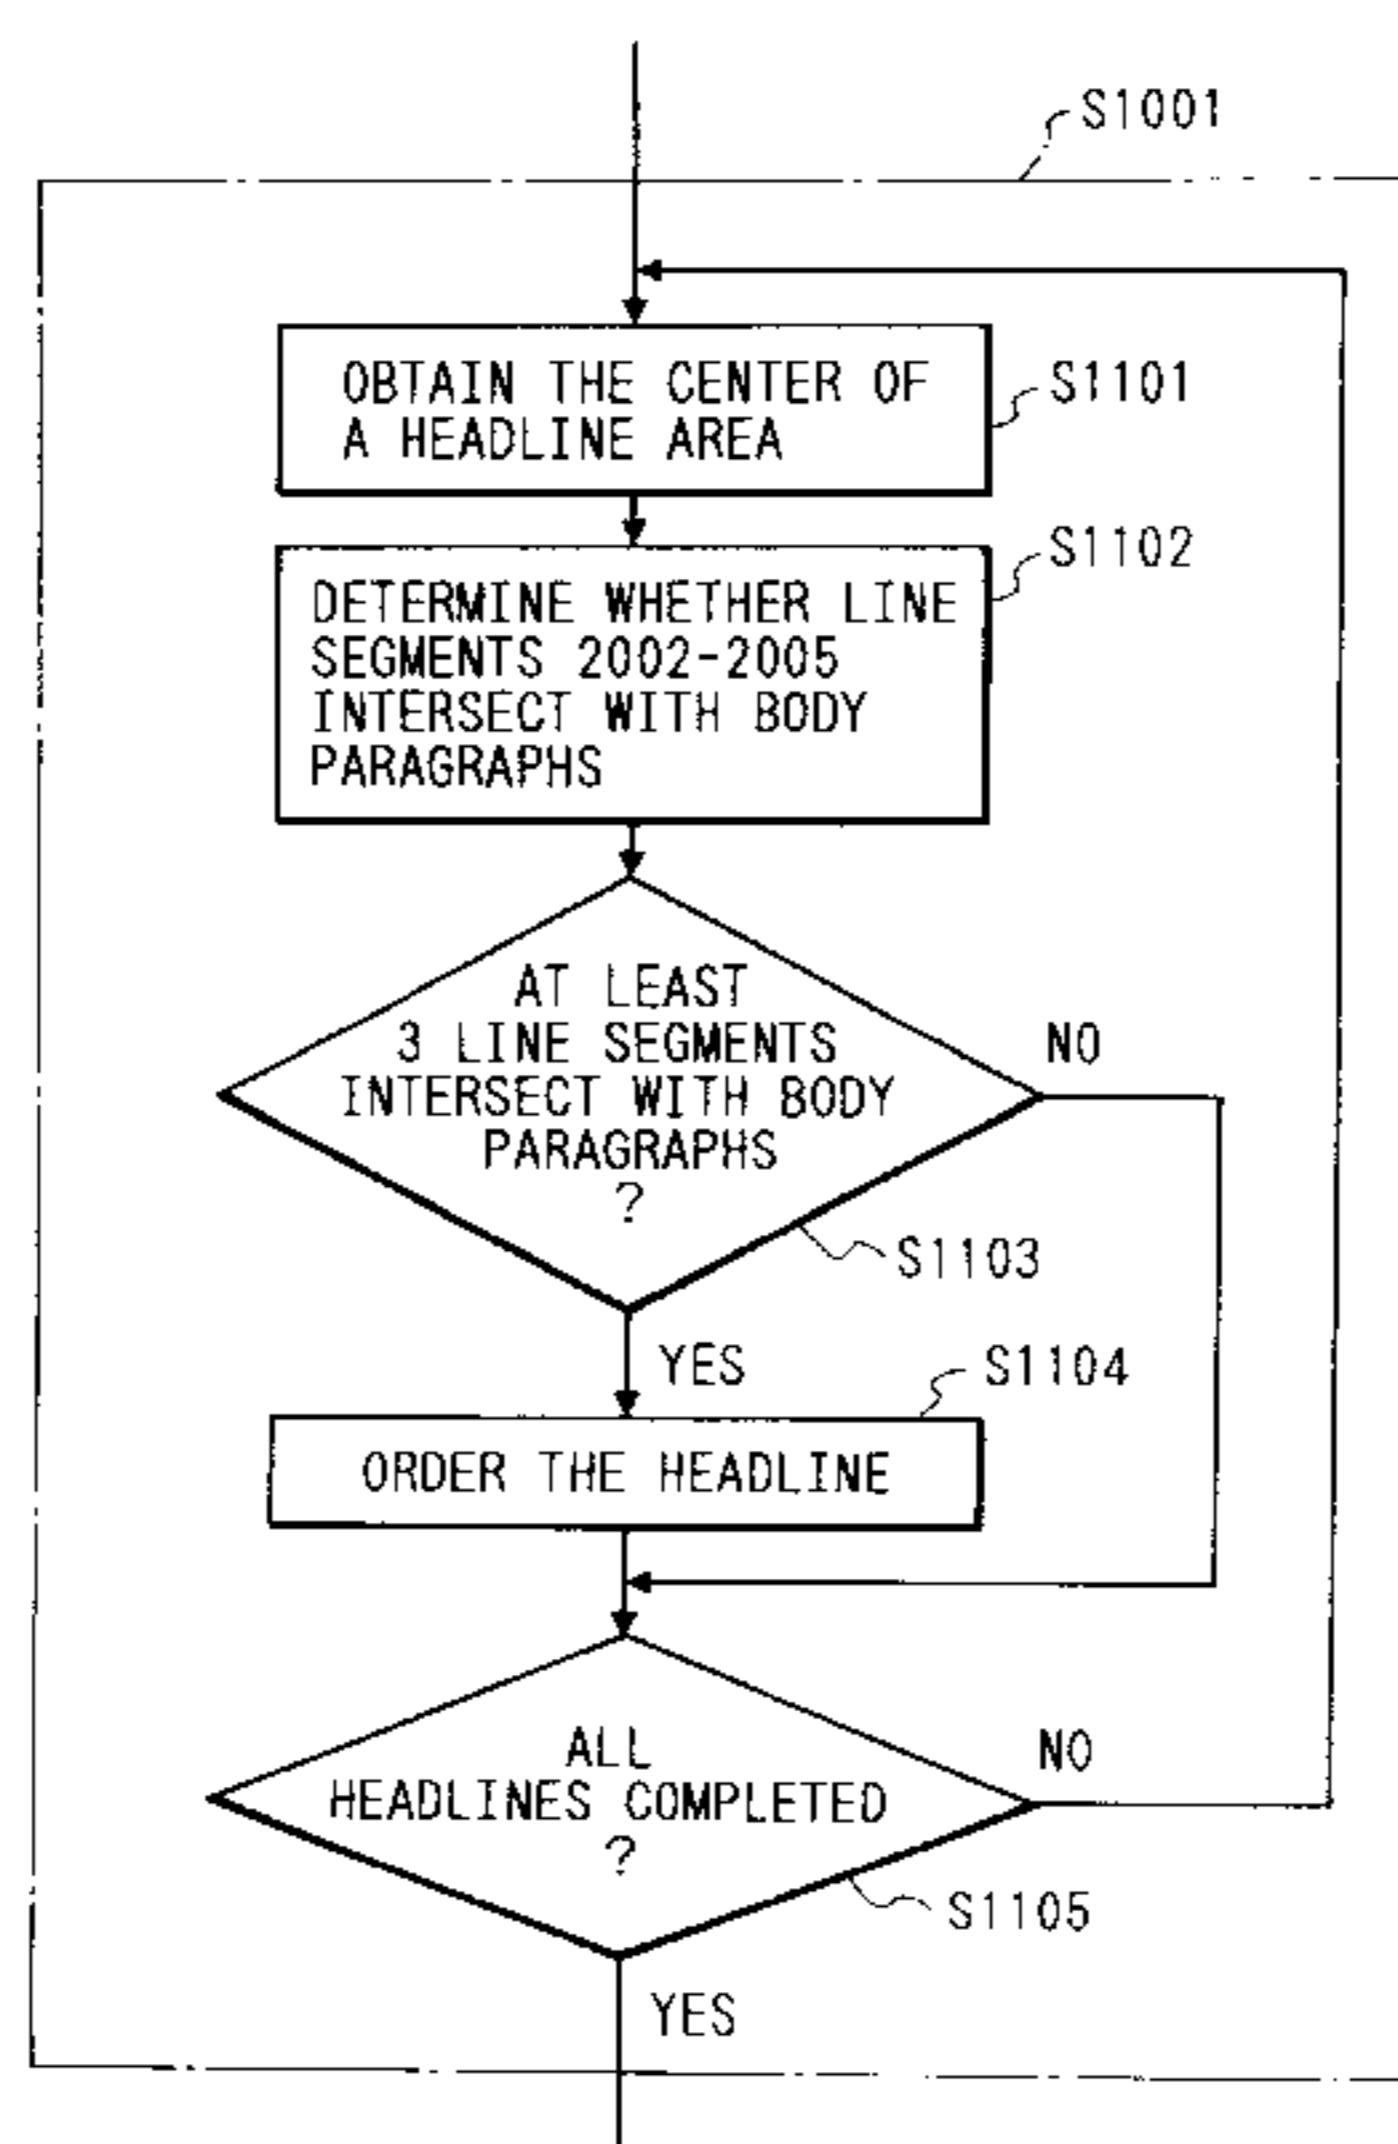 S1001
OBTAIN THE CENTER OF
A HEADLINE AREA
S1101
S1102
DETERMINE WHETHER LINE
SEGMENTS 2002-2005
INTERSECT WITH BODY
PARAGRAPHS
AT LEAST
3 LINE SEGMENTS
INTERSECT WITH BODY
PARAGRAPHS
?
NO
S1103
YES
S1104
ORDER THE HEADLINE
ALL
HEADLINES COMPLETED
?
NO
S1105
YES